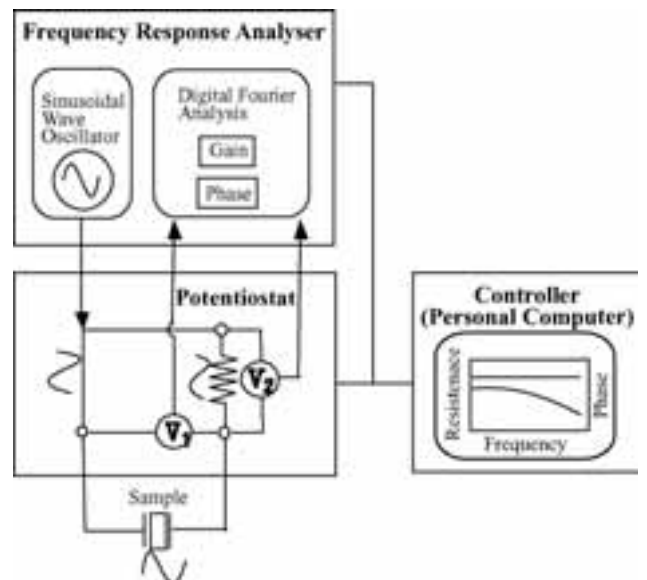 Frequency Response Analyser
Sinusoidal
Wave
Oscillator
Digital Fourier
Analysis
Gain
Phase
Potentiostat
V2
V1
Sample
Controller
(Personal Computer)
Resistenace
Phase
Frequency